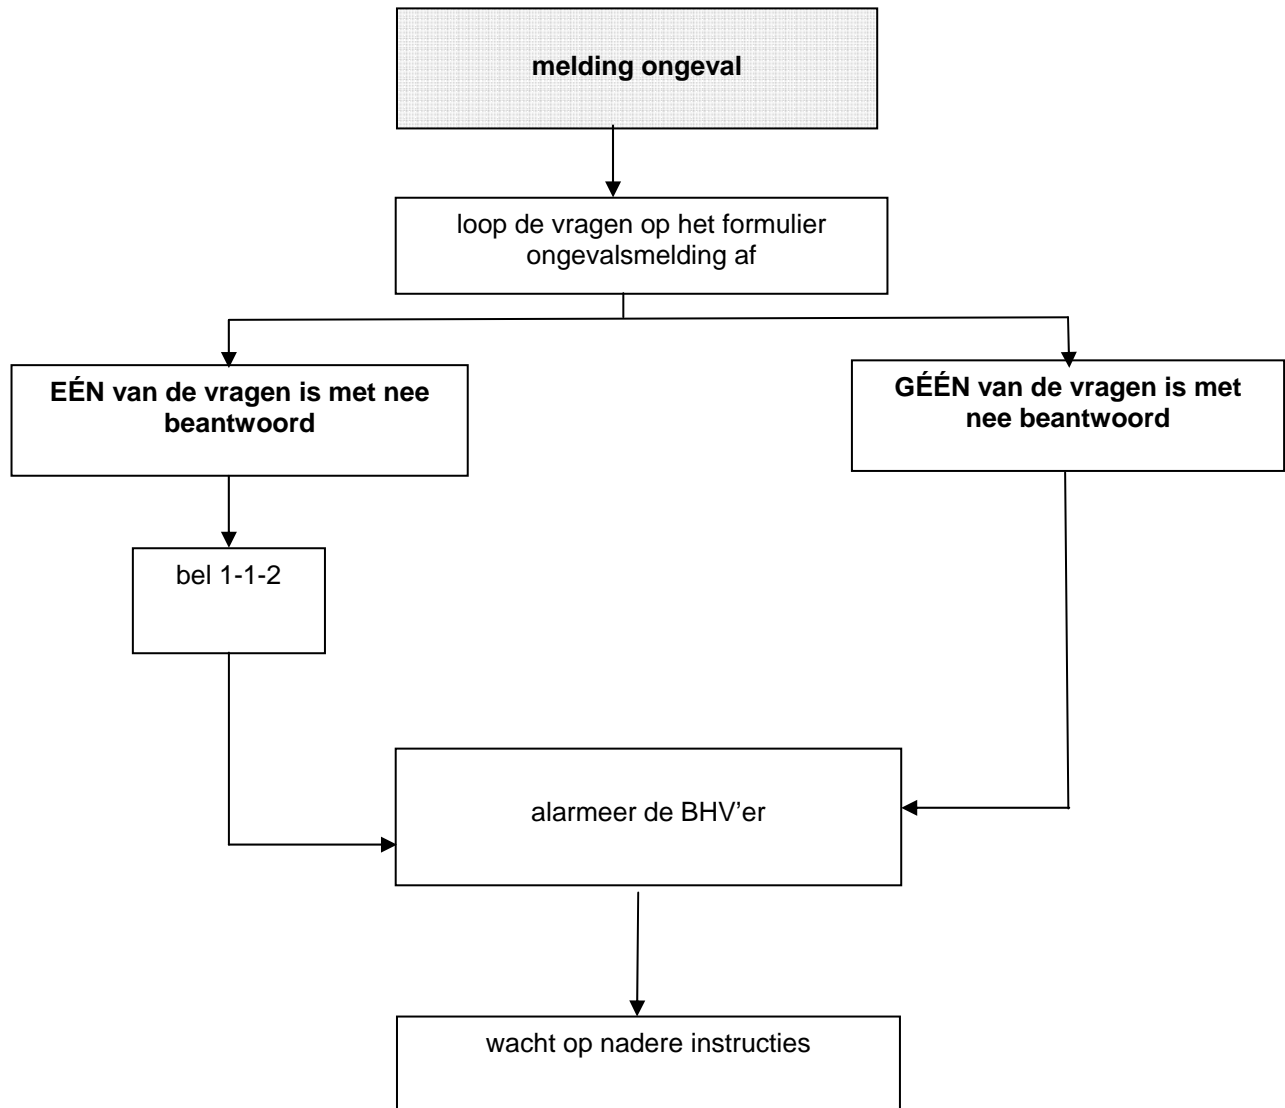 melding ongeval
loop de vragen op het formulier
ongevalsmelding af
EÉN van de vragen is met nee
beantwoord
GÉÉN van de vragen is met
nee beantwoord
bel 1-1-2
alarmeer de BHV’er
wacht op nadere instructies